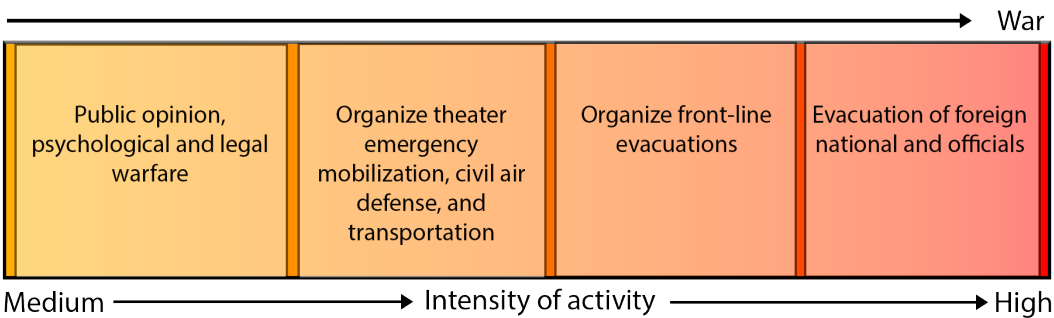 War
Public opinion,
psychological and legal
warfare
Organize theater
emergency
mobilization, civil air
defense, and
transportation
Organize front-line
evacuations
Evacuation of foreign
national and officials
Medium
Intensity of activity
High